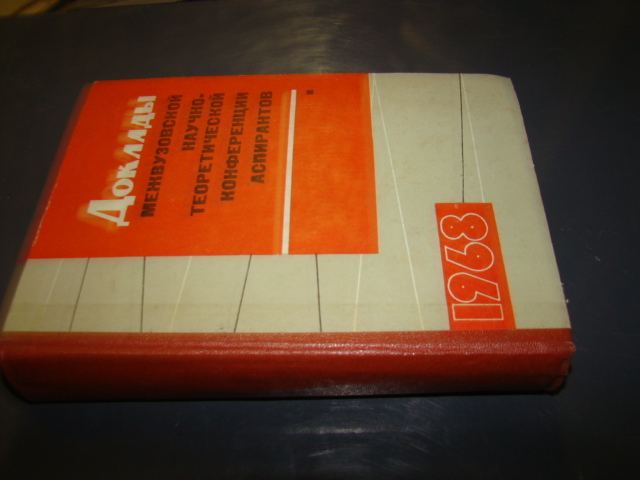 Доклады
МЕЖВУЗОВСКОЙ
НАУЧНО-
ТЕОРЕТИЧЕСКОЙ
КОНФЕРЕНЦИИ
АСПИРАНТОВ
1968